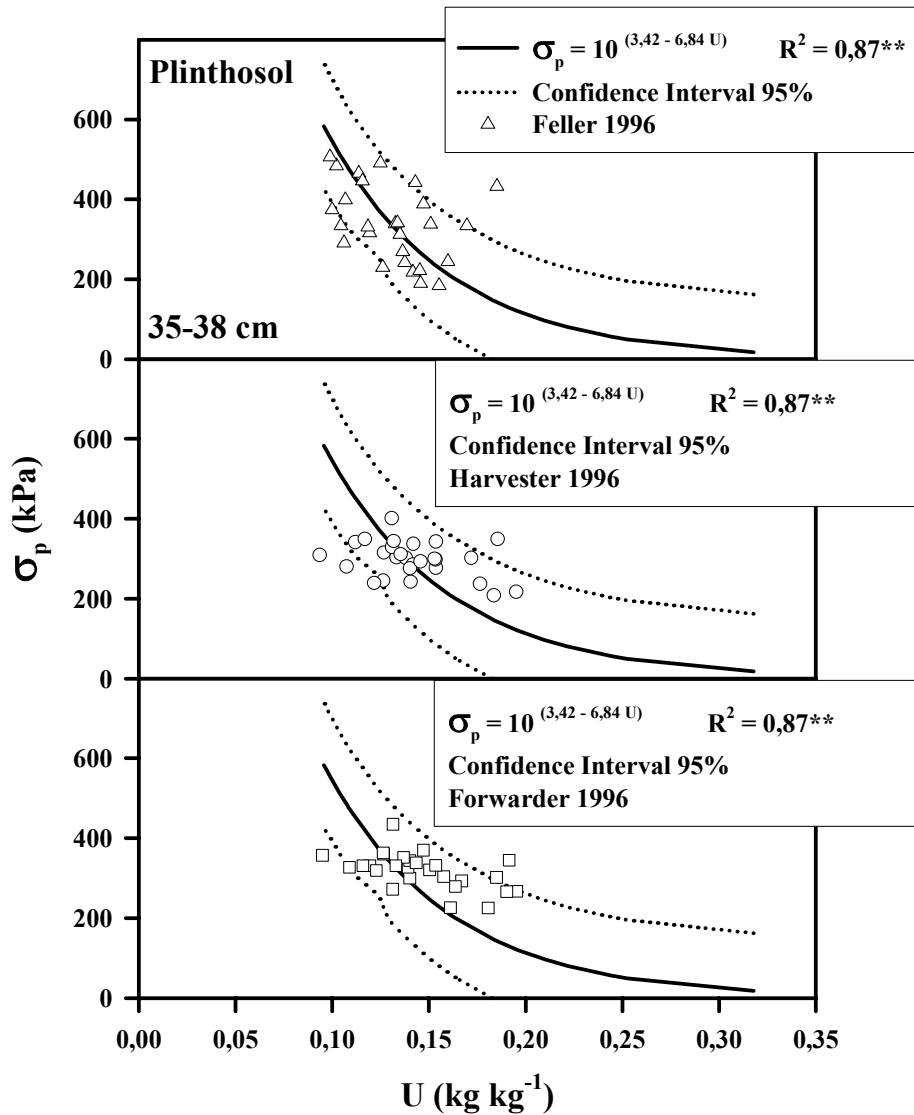 σp = 10 (3,42 - 6,84 U) R2 = 0,87**
Confidence Interval 95%
Feller 1996
Plinthosol
600
400
200
0
35-38 cm
σp = 10 (3,42 - 6,84 U) R2 = 0,87**
Confidence Interval 95%
Harvester 1996
600
400
200
0
σp (kPa)
σp = 10 (3,42 - 6,84 U) R2 = 0,87**
Confidence Interval 95%
Forwarder 1996
600
400
200
0
0,00 0,05 0,10 0,15 0,20 0,25 0,30 0,35
U (kg kg-1)